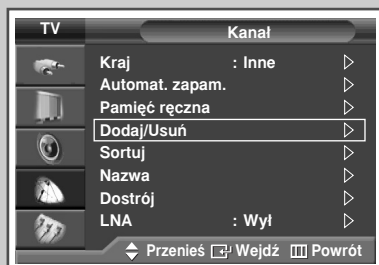 TV Kanał
Kraj : Inne
Automat. zapam.
Pamięć ręczna
Dodaj/Usuń
Sortuj
Nazwa
Dostrój
LNA : Wył
Przenieś Wejdź Powrót